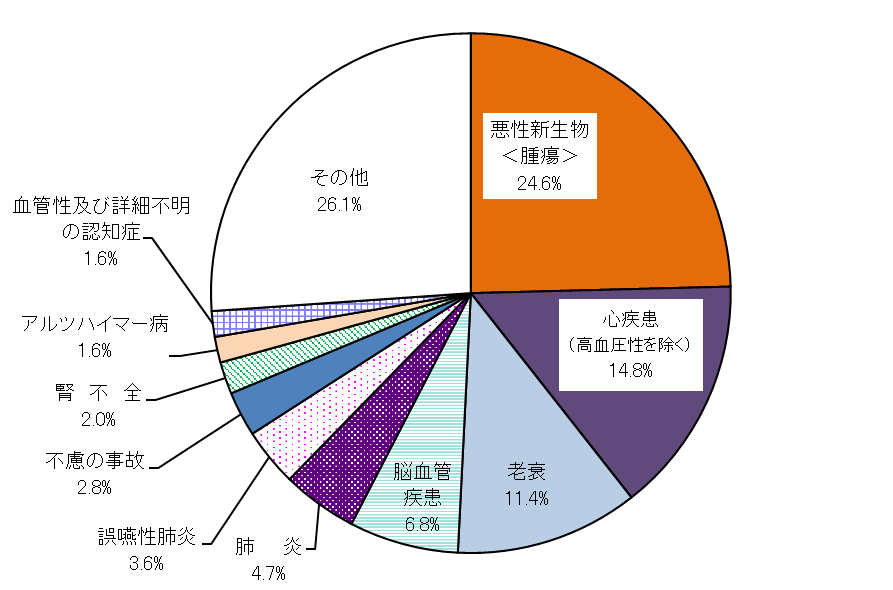 悪性新生物
＜腫瘍＞
24.6%
心疾患
（高血圧性を除く）
14.8%
老衰
11.4%
脳血管
疾患
6.8%
肺　炎
4.7%
誤嚥性肺炎
3.6%
不慮の事故
2.8%
腎　不　全
2.0%
アルツハイマー病
1.6%
血管性及び詳細不明
の認知症
1.6%
その他
26.1%